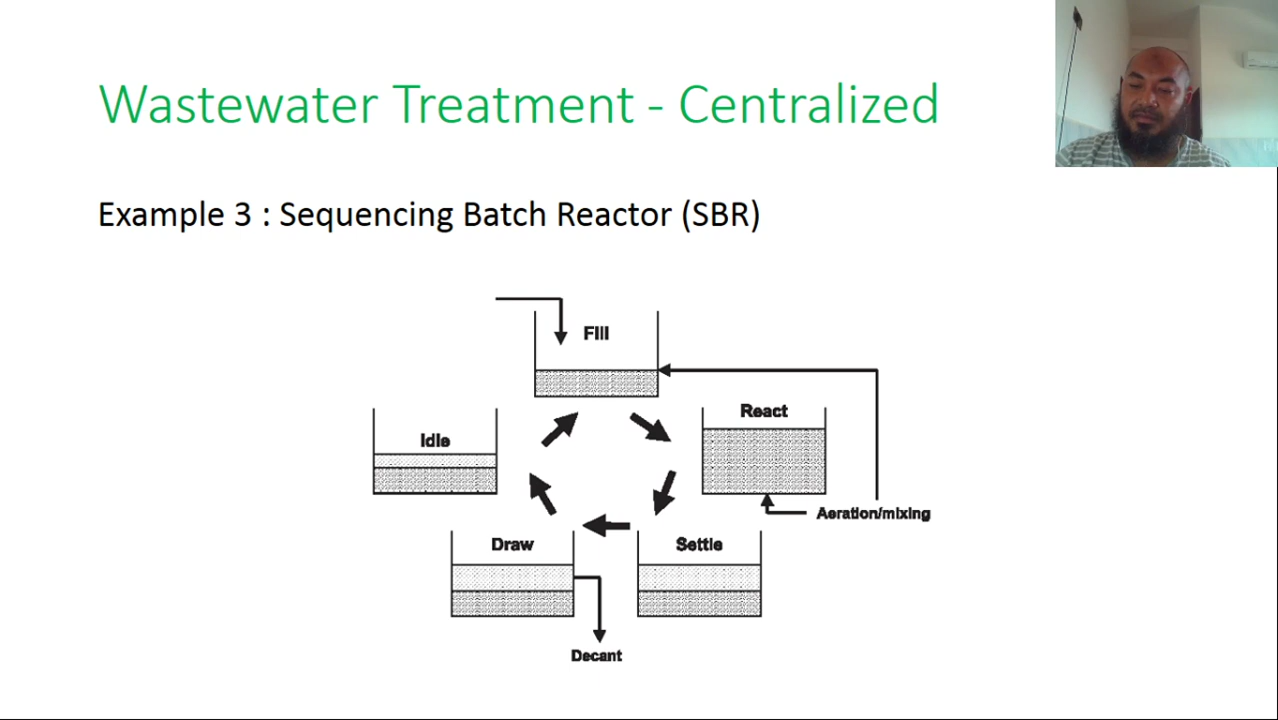 Wastewater Treatment - Centralized
Example 3 : Sequencing Batch Reactor (SBR)
Fill
React
Idle
Aeration/mixing
Draw
Settle
Decant